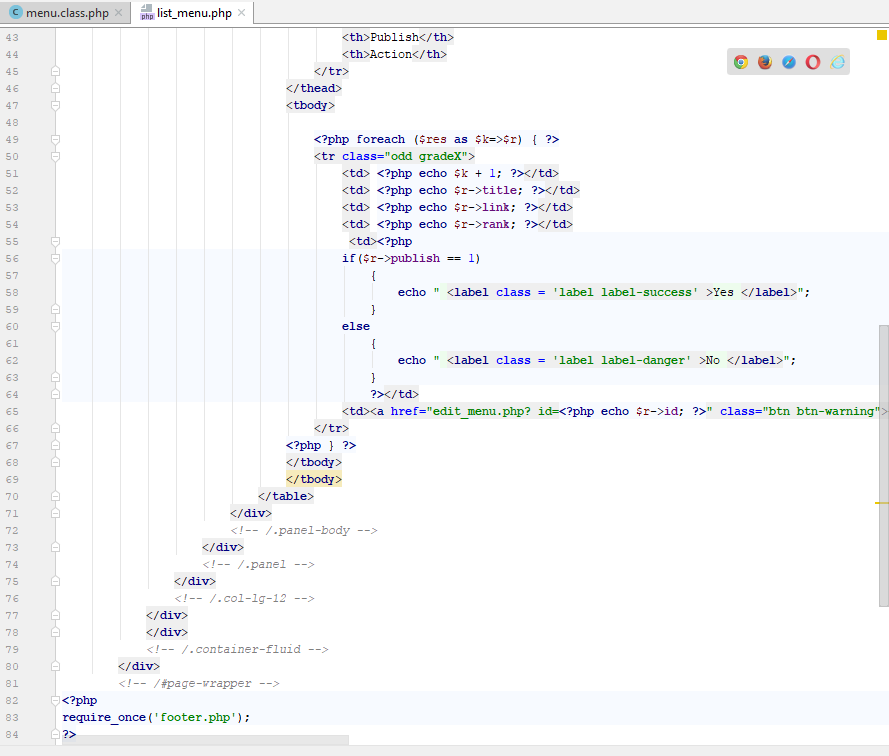 menu.class.php
list_menu.php
43 <th>Publish</th>
44 <th>Action</th>
45 </tr>
46 </thead>
47 <tbody>
48
49 <?php foreach ($res as $k=>$r) { ?>
50 <tr class="odd gradeX">
51 <td> <?php echo $k + 1; ?></td>
52 <td> <?php echo $r->title; ?></td>
53 <td> <?php echo $r->link; ?></td>
54 <td> <?php echo $r->rank; ?></td>
55 <td><?php
56 if($r->publish == 1)
57 {
58 echo " <label class = 'label label-success' >Yes </label>";
59 }
60 else
61 {
62 echo " <label class = 'label label-danger' >No </label>";
63 }
64 ?></td>
65 <td><a href="edit_menu.php? id=<?php echo $r->id; ?>" class="btn btn-warning">
66 </tr>
67 <?php } ?>
68 </tbody>
69 </tbody>
70 </table>
71 </div>
72 <!-- /.panel-body -->
73 </div>
74 <!-- /.panel -->
75 </div>
76 <!-- /.col-lg-12 -->
77 </div>
78 </div>
79 <!-- /.container-fluid -->
80 </div>
81 <!-- /#page-wrapper -->
82 <?php
83 require_once('footer.php');
84 ?>